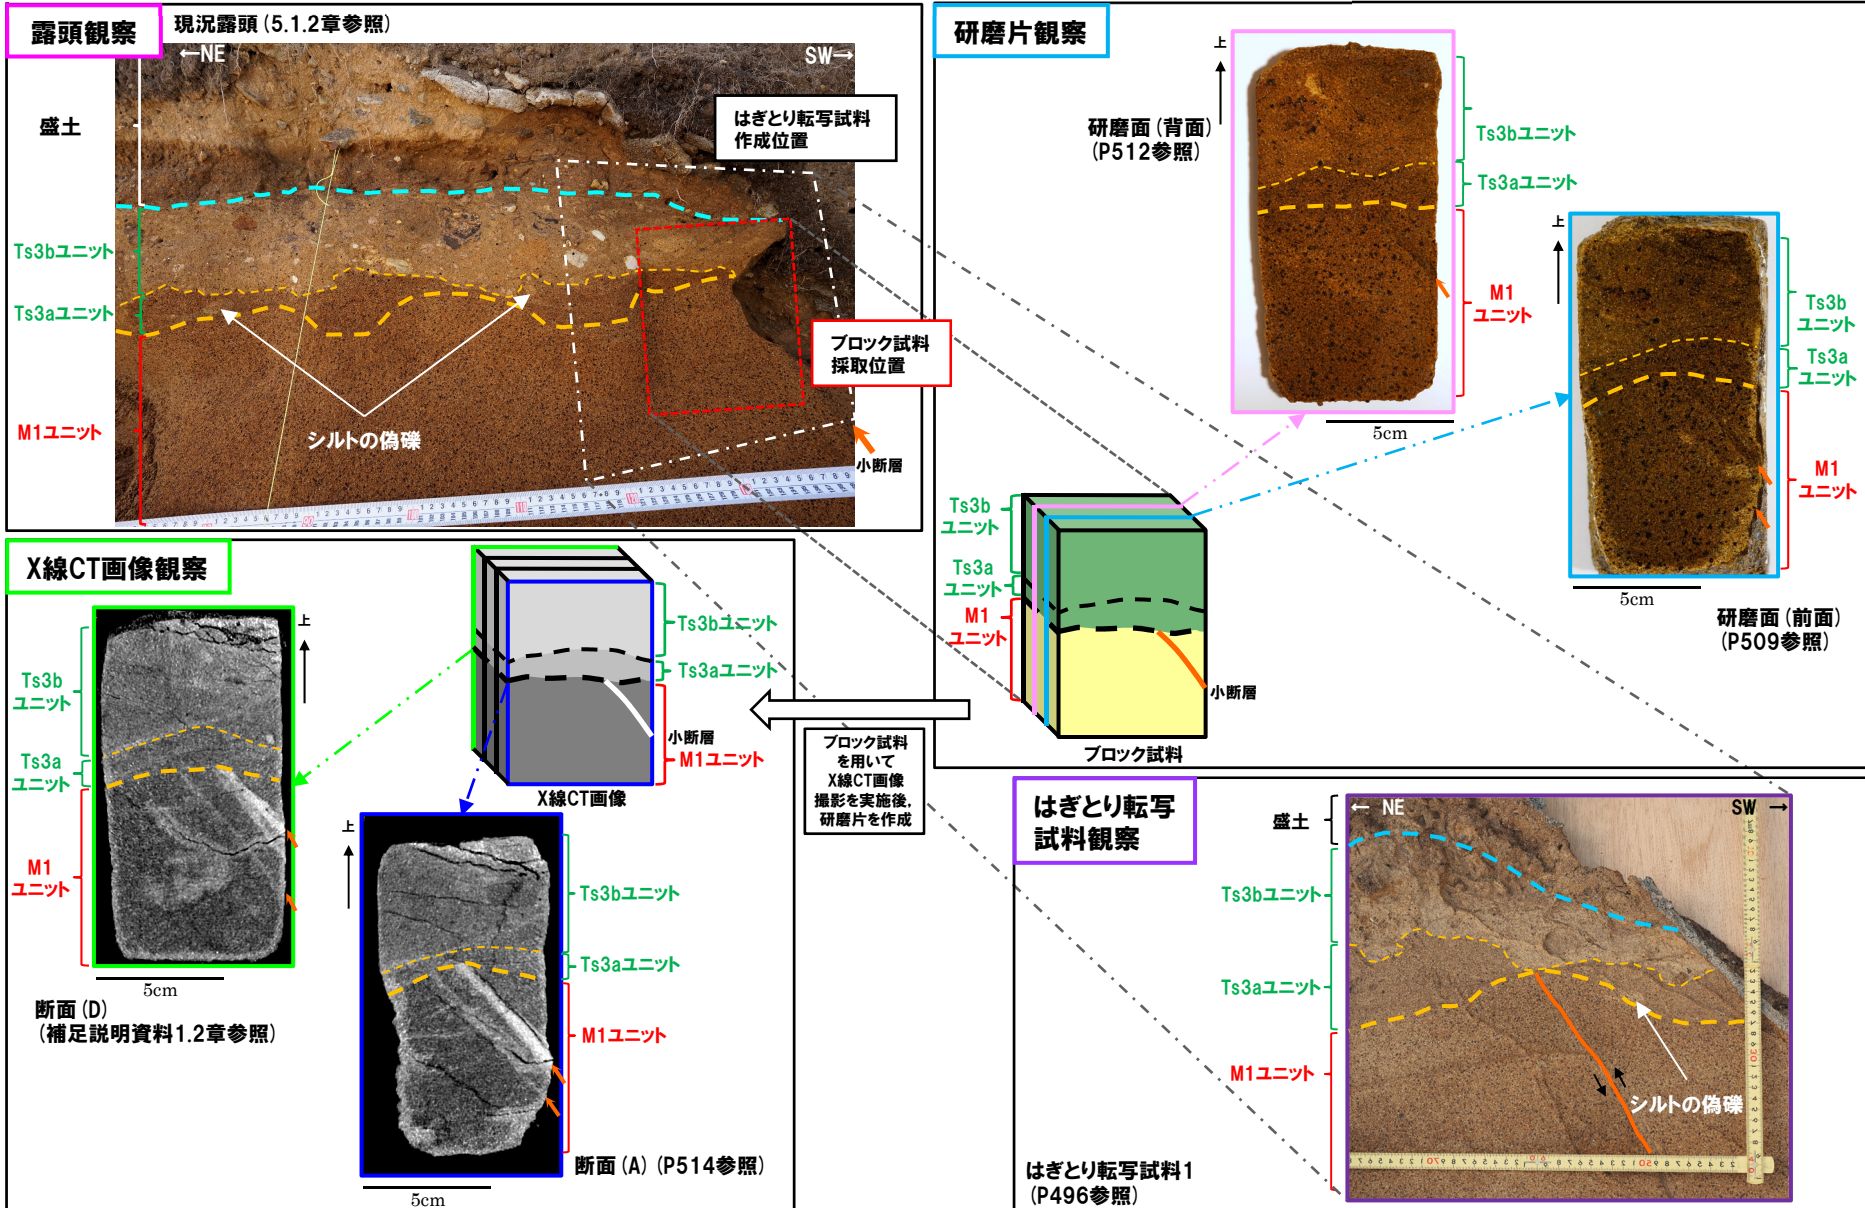 露頭観察
現況露頭(5.1.2章参照)
←NE
SW→
盛土
はぎとり転写試料
作成位置
Ts3bユニット
Ts3aユニット
M1ユニット
ブロック試料
採取位置
シルトの偽礫
小断層
研磨片観察
上
研磨面(背面)
(P512参照)
Ts3bユニット
Ts3aユニット
M1
ユニット
5cm
上
Ts3b
ユニット
Ts3a
ユニット
M1
ユニット
5cm
研磨面(前面)
(P509参照)
Ts3b
ユニット
Ts3a
ユニット
M1
ユニット
小断層
ブロック試料
X線CT画像観察
上
Ts3b
ユニット
Ts3a
ユニット
M1
ユニット
5cm
断面(D)
(補足説明資料1.2章参照)
Ts3bユニット
Ts3aユニット
小断層
M1ユニット
X線CT画像
ブロック試料
を用いて
X線CT画像
撮影を実施後,
研磨片を作成
上
Ts3bユニット
Ts3aユニット
M1ユニット
5cm
断面(A)(P514参照)
はぎとり転写
試料観察
← NE
SW →
盛土
Ts3bユニット
Ts3aユニット
M1ユニット
シルトの偽礫
はぎとり転写試料1
(P496参照)